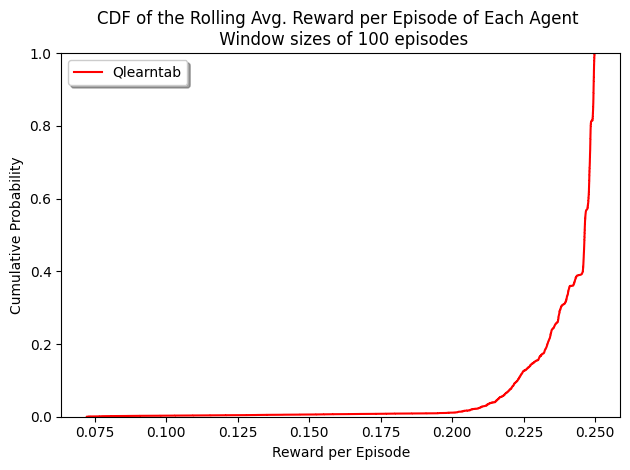 CDF of the Rolling Avg. Reward per Episode of Each Agent
Window sizes of 100 episodes
Qlearntab
1.0
0.8
0.6
0.4
0.2
0.0
Cumulative Probability
0.075 0.100 0.125 0.150 0.175 0.200 0.225 0.250
Reward per Episode